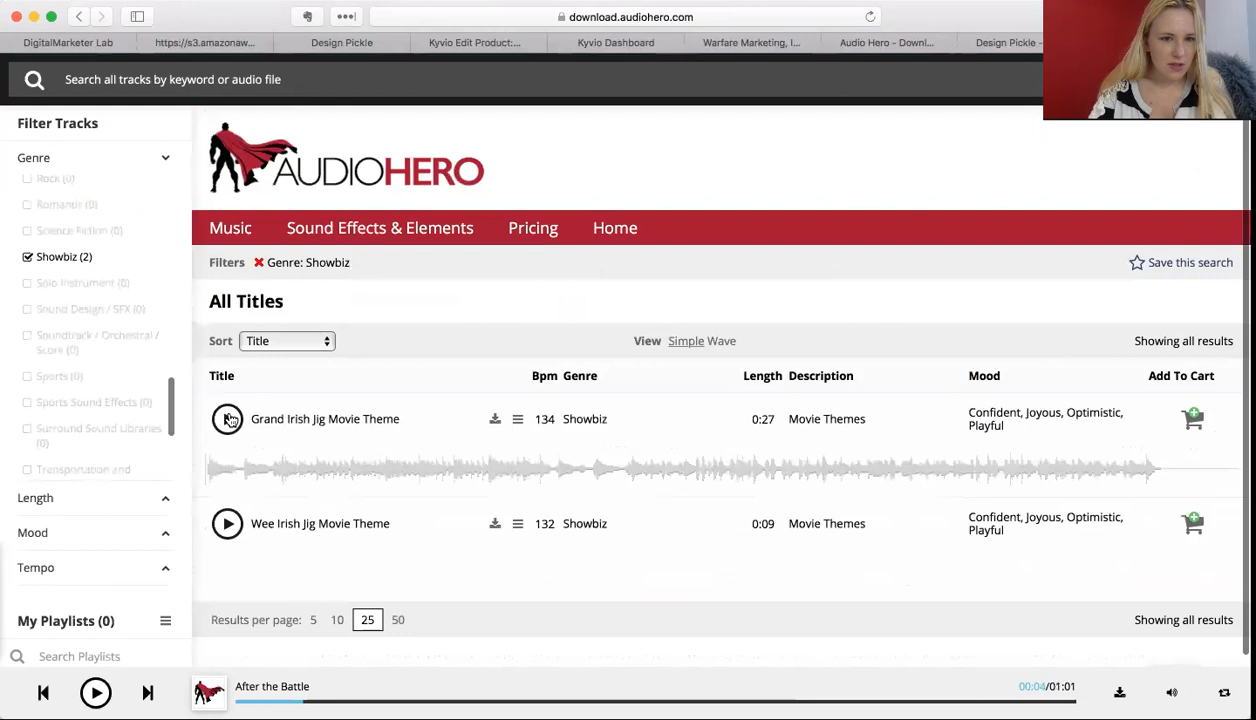 download.audiohero.com
DigitalMarketer Lab
https://s3.amazonaw...
Design Pickle
Kyvio Edit Product:...
Kyvio Dashboard
Warfare Marketing, I...
Audio Hero - Downl...
Design Pickle -
Search all tracks by keyword or audio file
Filter Tracks
Genre
Rock (0)
Romantic (0)
Science Fiction (0)
Showbiz (2)
Solo Instrument (0)
Sound Design / SFX (0)
Soundtrack / Orchestral /
Score (0)
Sports (0)
Sports Sound Effects (0)
Surround Sound Libraries
(0)
Transportation and
Length
Mood
Tempo
My Playlists (0)
Search Playlists
AUDIOHERO
Music Sound Effects & Elements Pricing Home
Filters Genre: Showbiz Save this search
All Titles
Sort Title View Simple Wave Showing all results
Title Bpm Genre Length Description Mood Add To Cart
Grand Irish Jig Movie Theme 134 Showbiz 0:27 Movie Themes Confident, Joyous, Optimistic,
Playful
Wee Irish Jig Movie Theme 132 Showbiz 0:09 Movie Themes Confident, Joyous, Optimistic,
Playful
Results per page: 5 10 25 50 Showing all results
After the Battle 00:04/01:01